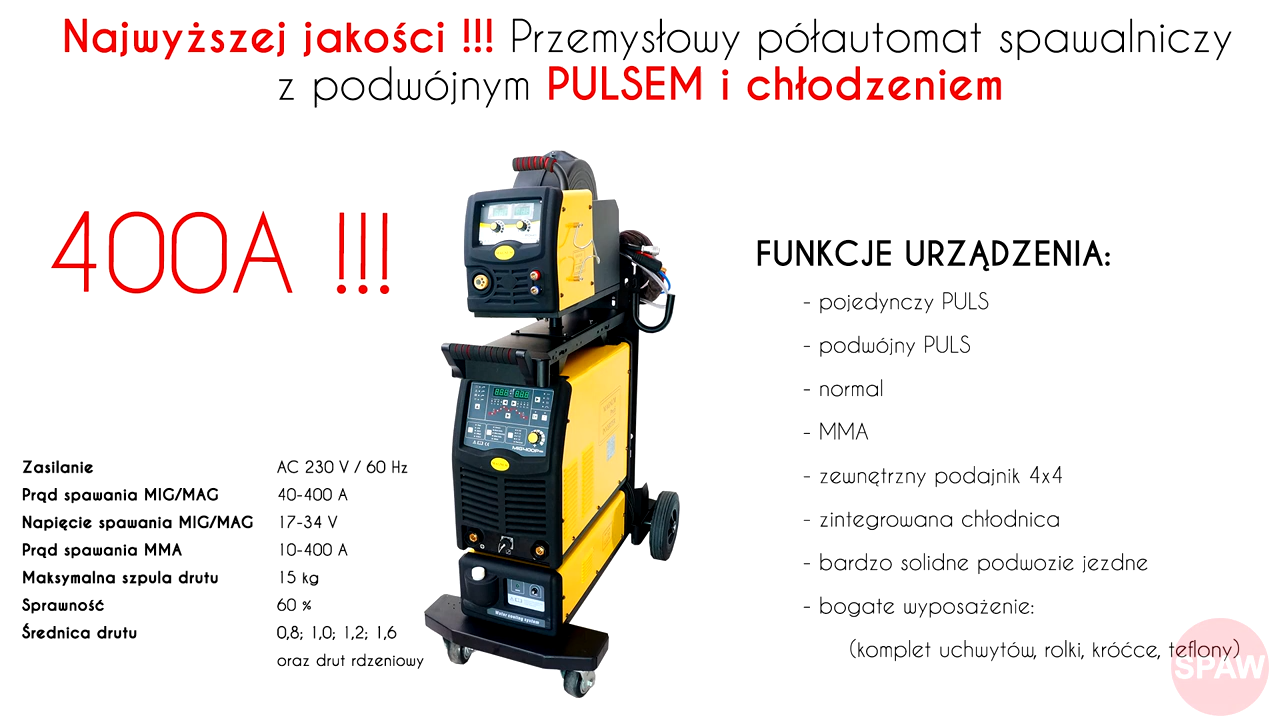 Najwyższej jakości !!! Przemysłowy półautomat spawalniczy
z podwójnym PULSEM i chłodzeniem
400A !!!
Zasilanie AC 230 V / 60 Hz
Prąd spawania MIG/MAG 40-400 A
Napięcie spawania MIG/MAG 17-34 V
Prąd spawania MMA 10-400 A
Maksymalna szpula drutu 15 kg
Sprawność 60 %
Średnica drutu 0,8; 1,0; 1,2; 1,6
oraz drut rdzeniowy
Water cooling system
FUNKCJE URZĄDZENIA:
- pojedynczy PULS
- podwójny PULS
- normal
- MMA
- zewnętrzny podajnik 4x4
- zintegrowana chłodnica
- bardzo solidne podwozie jezdne
- bogate wyposażenie:
(komplet uchwytów, rolki, króćce, teflony)
SPAW